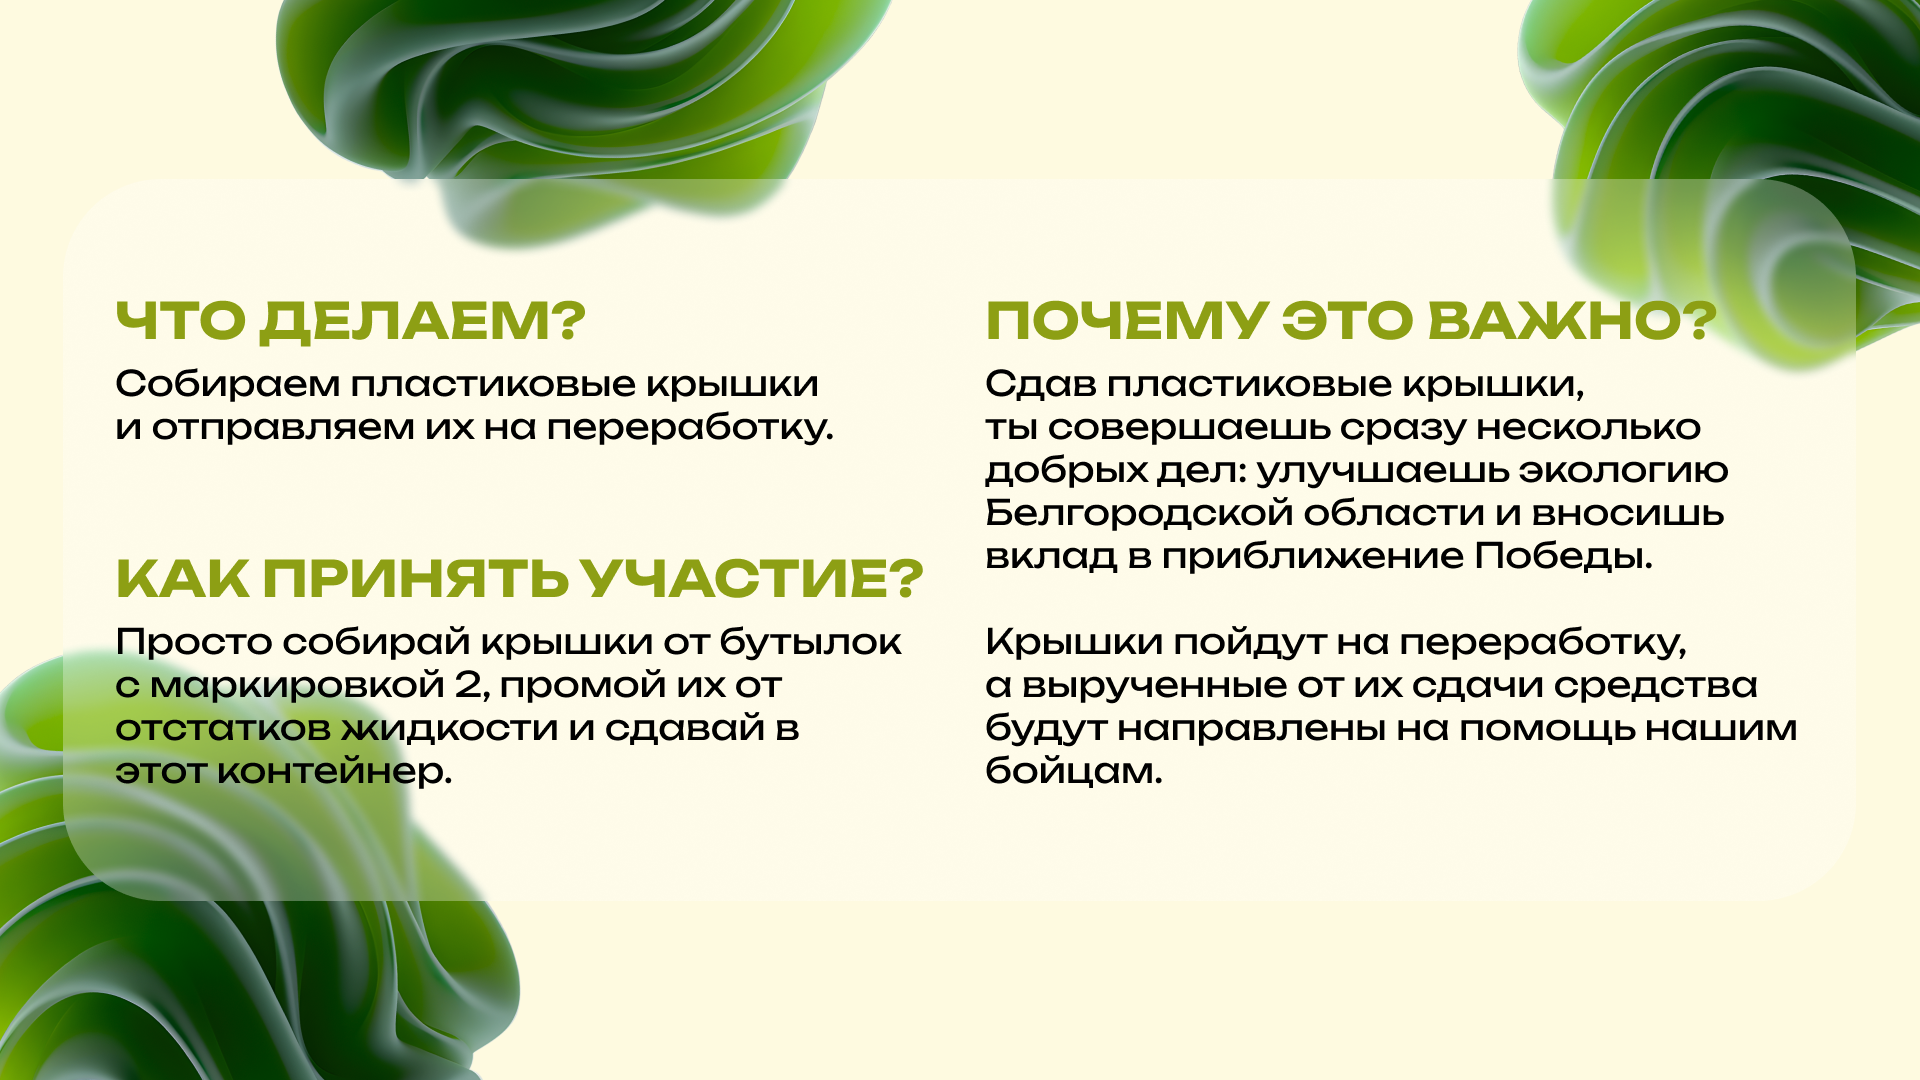 ЧТО ДЕЛАЕМ?
Собираем пластиковые крышки
и отправляем их на переработку.
КАК ПРИНЯТЬ УЧАСТИЕ?
Просто собирай крышки от бутылок
с маркировкой 2, промой их от
отстатков жидкости и сдавай в
этот контейнер.
ПОЧЕМУ ЭТО ВАЖНО?
Сдав пластиковые крышки,
ты совершаешь сразу несколько
добрых дел: улучшаешь экологию
Белгородской области и вносишь
вклад в приближение Победы.
Крышки пойдут на переработку,
а вырученные от их сдачи средства
будут направлены на помощь нашим
бойцам.